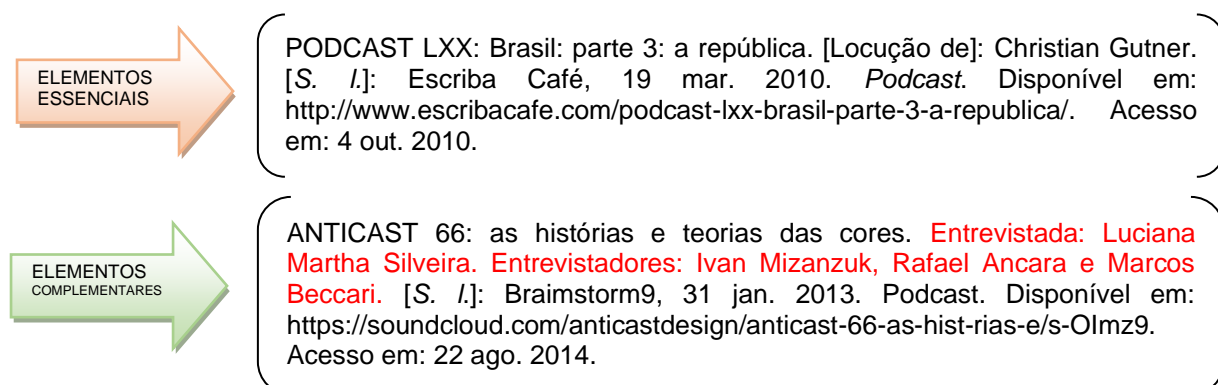 ELEMENTOS
ESSENCIAIS
PODCAST LXX: Brasil: parte 3: a república. [Locução de]: Christian Gutner.
[S. l.]: Escriba Café, 19 mar. 2010. Podcast. Disponível em:
http://www.escribacafe.com/podcast-lxx-brasil-parte-3-a-republica/. Acesso
em: 4 out. 2010.
ELEMENTOS
COMPLEMENTARES
ANTICAST 66: as histórias e teorias das cores. Entrevistada: Luciana
Martha Silveira. Entrevistadores: Ivan Mizanzuk, Rafael Ancara e Marcos
Beccari. [S. l.]: Braimstorm9, 31 jan. 2013. Podcast. Disponível em:
https://soundcloud.com/anticastdesign/anticast-66-as-hist-rias-e/s-OImz9.
Acesso em: 22 ago. 2014.